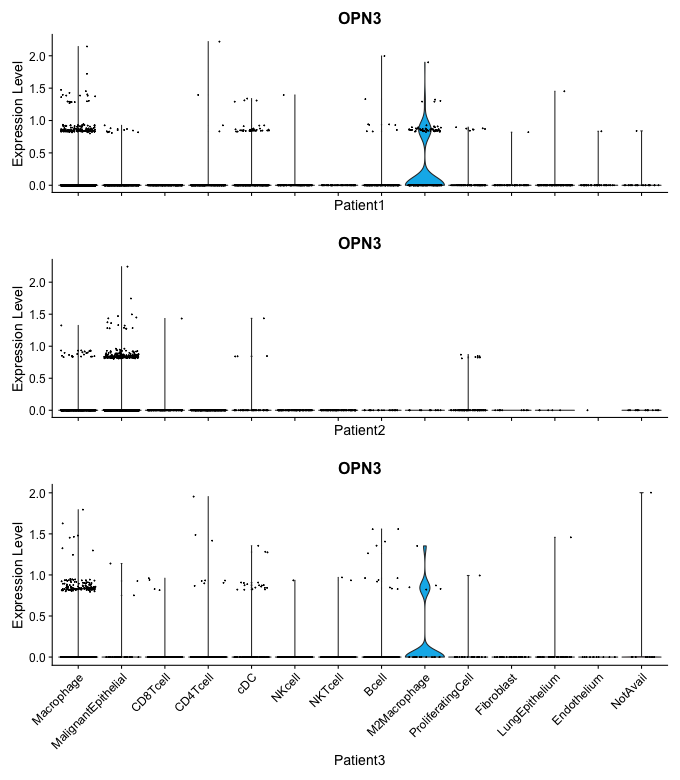 OPN3
Expression Level
2.0
1.5
1.0
0.5
0.0
Patient1
OPN3
Expression Level
2.0
1.5
1.0
0.5
0.0
Patient2
OPN3
Expression Level
2.0
1.5
1.0
0.5
0.0
Macrophage
MalignantEpithelial
CD8Tcell
CD4Tcell
cDC
NKcell
NKTcell
Bcell
M2Macrophage
ProliferatingCell
Fibroblast
LungEpithelium
Endothelium
NotAvail
Patient3